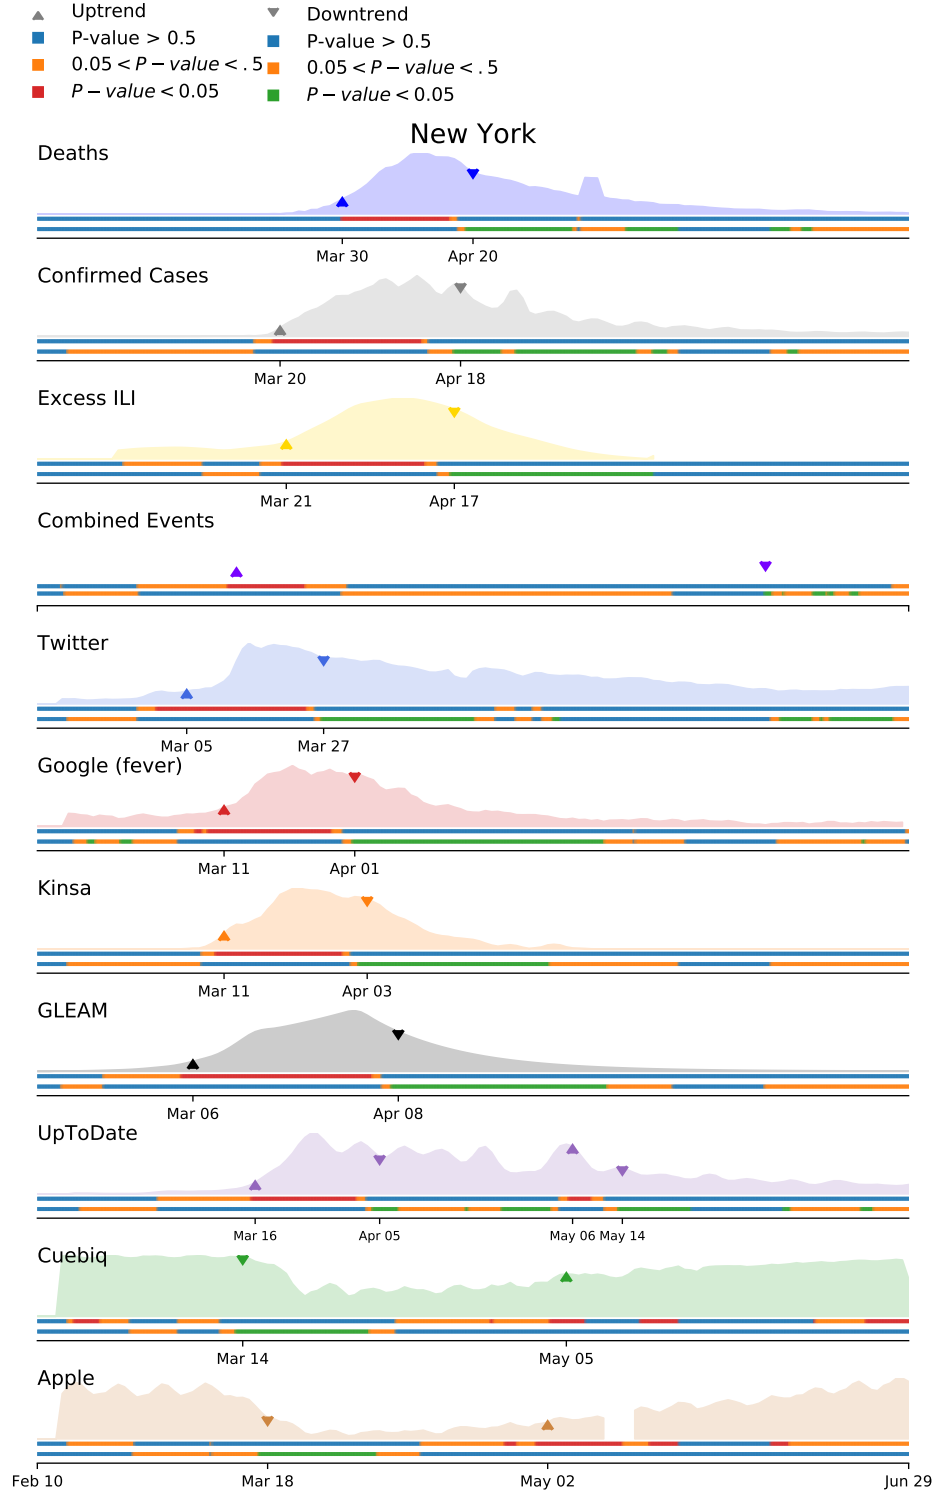 Uptrend
P-value > 0.5
0.05 < P − value < .5
P − value < 0.05
Downtrend
P-value > 0.5
0.05 < P − value < .5
P − value < 0.05
New York
Deaths
Mar 30 Apr 20
Confirmed Cases
Mar 20 Apr 18
Excess ILI
Mar 21 Apr 17
Combined Events
Twitter
Mar 05 Mar 27
Google (fever)
Mar 11 Apr 01
Kinsa
Mar 11 Apr 03
GLEAM
Mar 06 Apr 08
UpToDate
Mar 16 Apr 05 May 06 May 14
Cuebiq
Mar 14 May 05
Apple
Feb 10 Mar 18 May 02 Jun 29